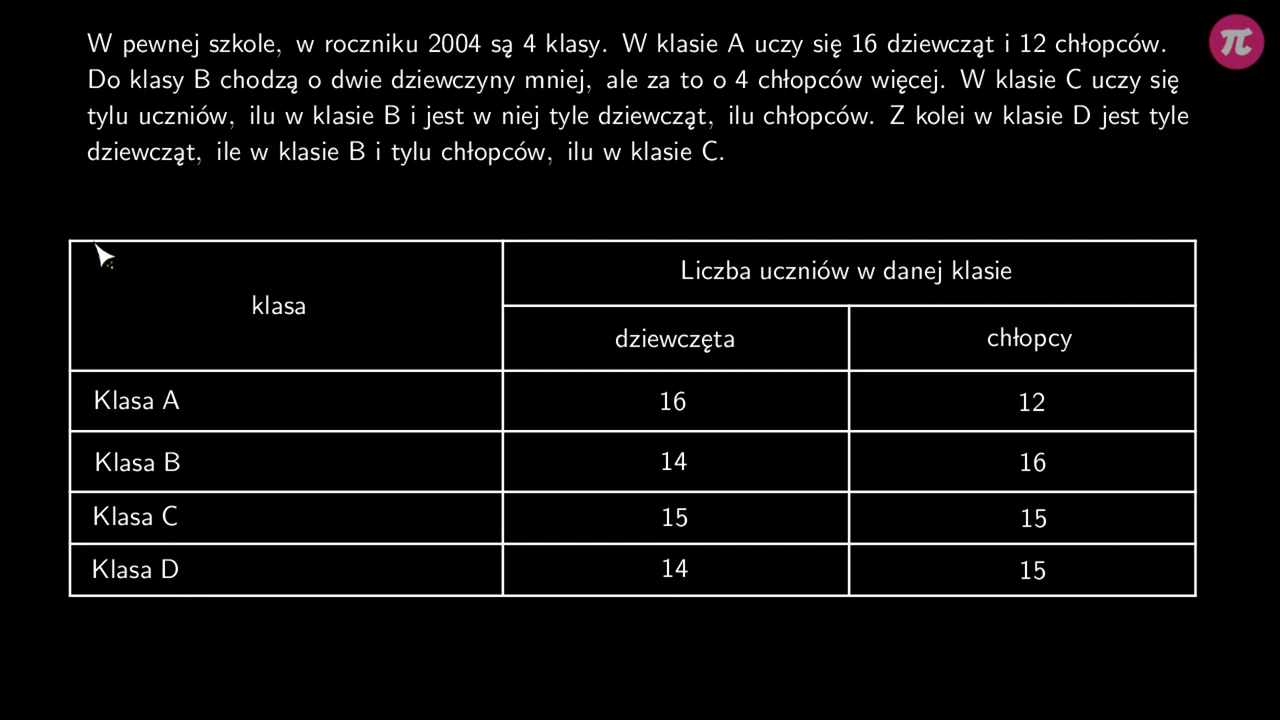 W pewnej szkole, w roczniku 2004 są 4 klasy. W klasie A uczy się 16 dziewcząt i 12 chłopców.
Do klasy B chodzą o dwie dziewczyny mniej, ale za to o 4 chłopców więcej. W klasie C uczy się
tylu uczniów, ilu w klasie B i jest w niej tyle dziewcząt, ilu chłopców. Z kolei w klasie D jest tyle
dziewcząt, ile w klasie B i tylu chłopców, ilu w klasie C.
π
Liczba uczniów w danej klasie
klasa
dziewczęta chłopcy
Klasa A 16 12
Klasa B 14 16
Klasa C 15 15
Klasa D 14 15